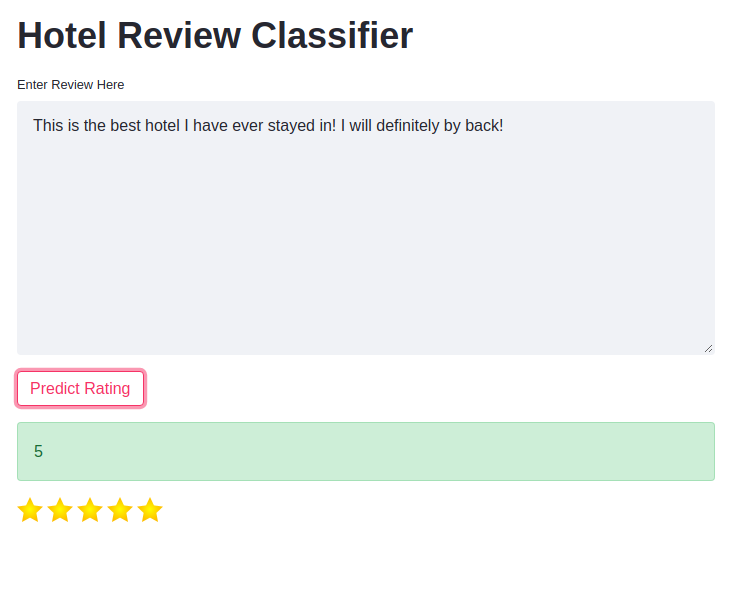 Hotel Review Classifier
Enter Review Here
This is the best hotel I have ever stayed in! I will definitely by back!
Predict Rating
5